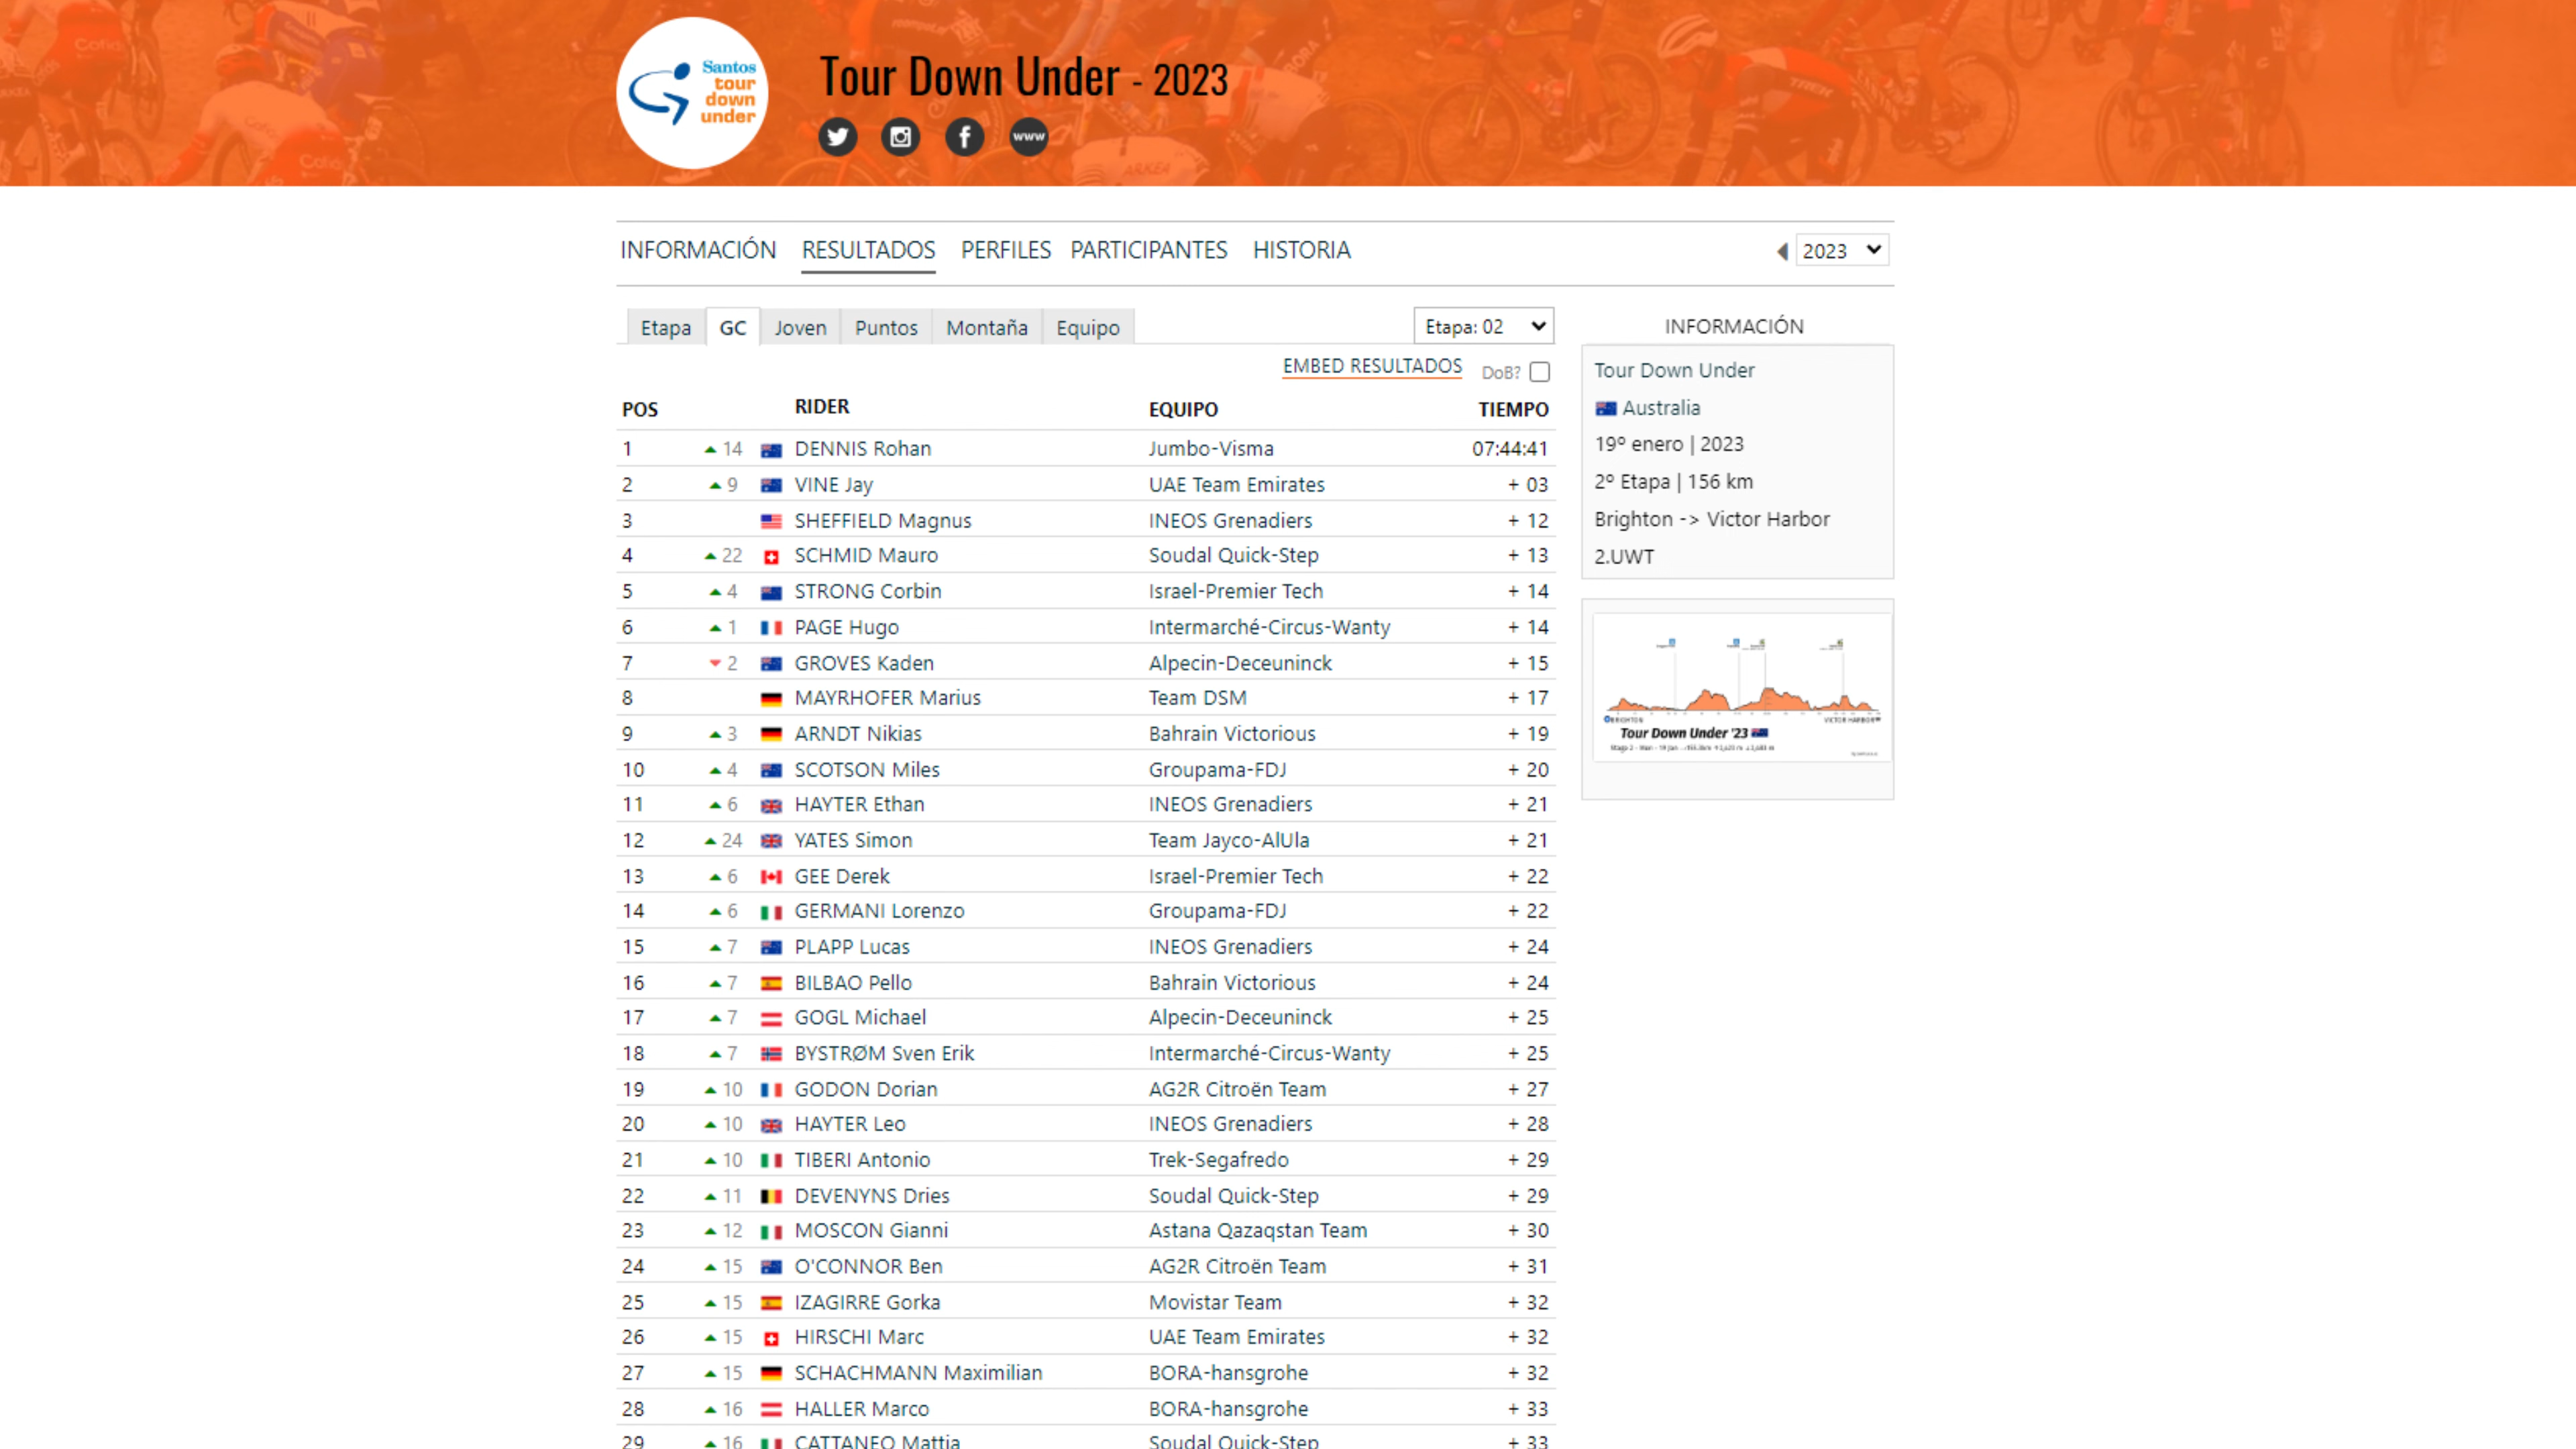 Santos
tour
down
under
Tour Down Under - 2023
www
INFORMACIÓN RESULTADOS PERFILES PARTICIPANTES HISTORIA 2023
Etapa GC Joven Puntos Montaña Equipo Etapa: 02
EMBED RESULTADOS DoB?
POS RIDER EQUIPO TIEMPO
1 14 DENNIS Rohan Jumbo-Visma 07:44:41
2 9 VINE Jay UAE Team Emirates + 03
3 SHEFFIELD Magnus INEOS Grenadiers + 12
4 22 SCHMID Mauro Soudal Quick-Step + 13
5 4 STRONG Corbin Israel-Premier Tech + 14
6 1 PAGE Hugo Intermarché-Circus-Wanty + 14
7 2 GROVES Kaden Alpecin-Deceuninck + 15
8 MAYRHOFER Marius Team DSM + 17
9 3 ARNDT Nikias Bahrain Victorious + 19
10 4 SCOTSON Miles Groupama-FDJ + 20
11 6 HAYTER Ethan INEOS Grenadiers + 21
12 24 YATES Simon Team Jayco-AlUla + 21
13 6 GEE Derek Israel-Premier Tech + 22
14 6 GERMANI Lorenzo Groupama-FDJ + 22
15 7 PLAPP Lucas INEOS Grenadiers + 24
16 7 BILBAO Pello Bahrain Victorious + 24
17 7 GOGL Michael Alpecin-Deceuninck + 25
18 7 BYSTRØM Sven Erik Intermarché-Circus-Wanty + 25
19 10 GODON Dorian AG2R Citroën Team + 27
20 10 HAYTER Leo INEOS Grenadiers + 28
21 10 TIBERI Antonio Trek-Segafredo + 29
22 11 DEVENYNS Dries Soudal Quick-Step + 29
23 12 MOSCON Gianni Astana Qazaqstan Team + 30
24 15 O'CONNOR Ben AG2R Citroën Team + 31
25 15 IZAGIRRE Gorka Movistar Team + 32
26 15 HIRSCHI Marc UAE Team Emirates + 32
27 15 SCHACHMANN Maximilian BORA-hansgrohe + 32
28 16 HALLER Marco BORA-hansgrohe + 33
29 16 CATTANEO Mattia Soudal Quick-Step + 33
INFORMACIÓN
Tour Down Under
Australia
19º enero | 2023
2º Etapa | 156 km
Brighton -> Victor Harbor
2.UWT
BRIGHTON VICTOR HARBOR
Tour Down Under '23